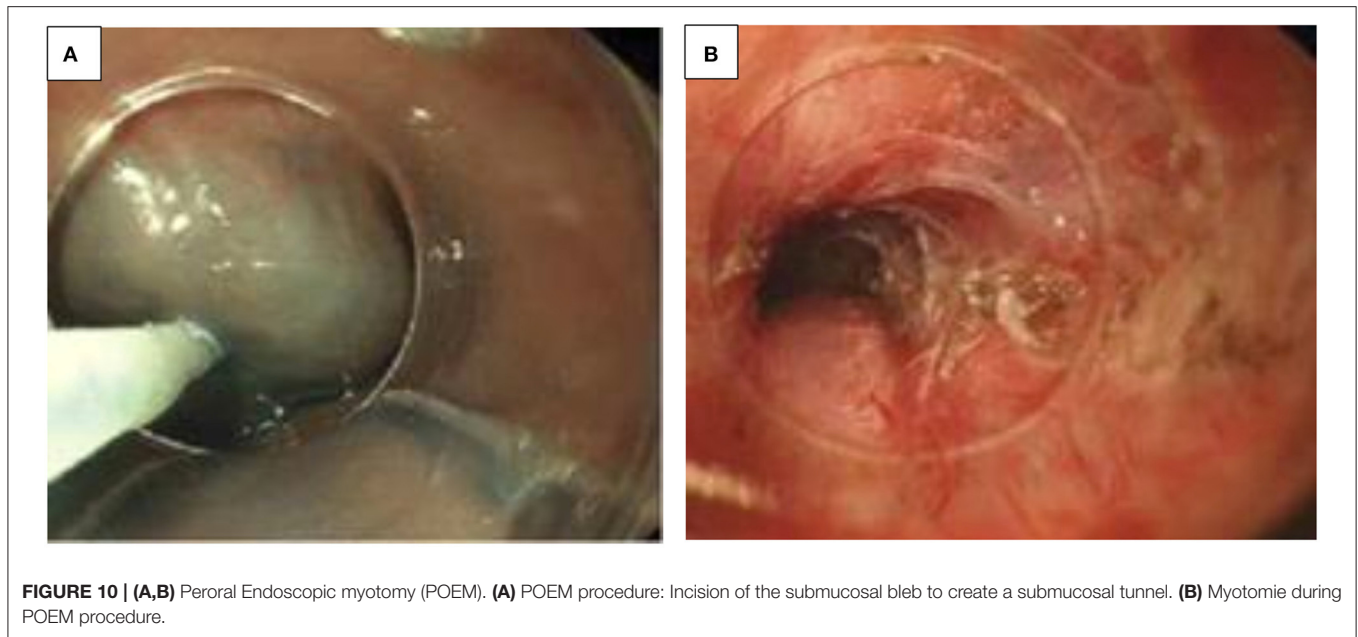 A
B
FIGURE 10 | (A,B) Peroral Endoscopic myotomy (POEM). (A) POEM procedure: Incision of the submucosal bleb to create a submucosal tunnel. (B) Myotomie during
POEM procedure.